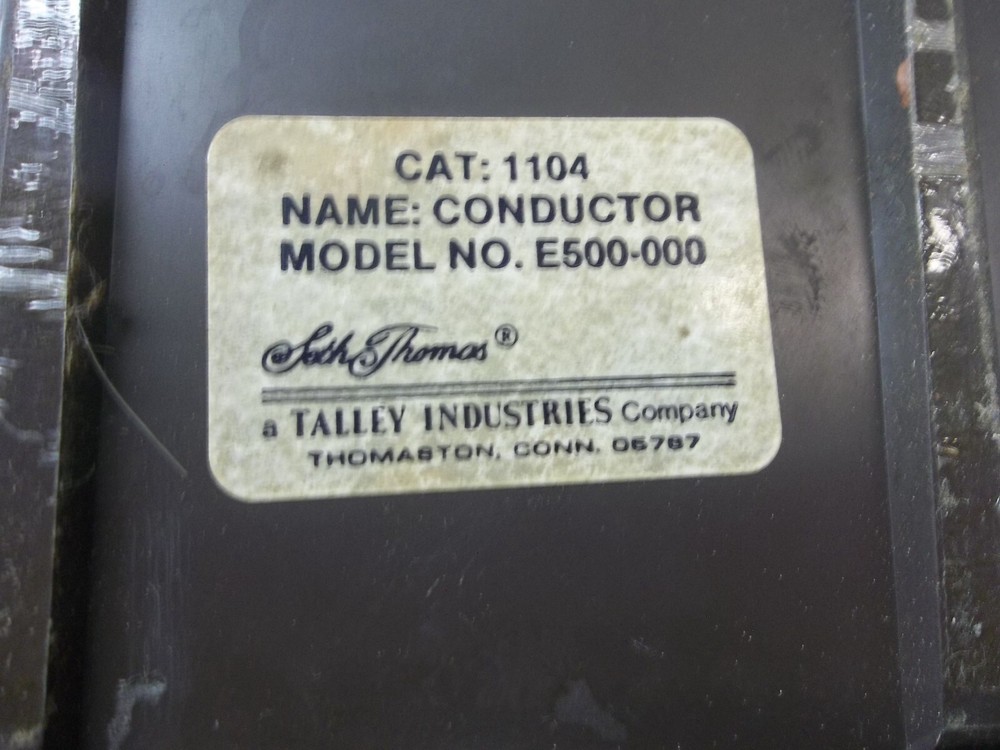 CAT: 1104
NAME: CONDUCTOR
MODEL NO. E500-000
Seth Thomas®
a TALLEY INDUSTRIES Company
THOMASTON, CONN. 06787